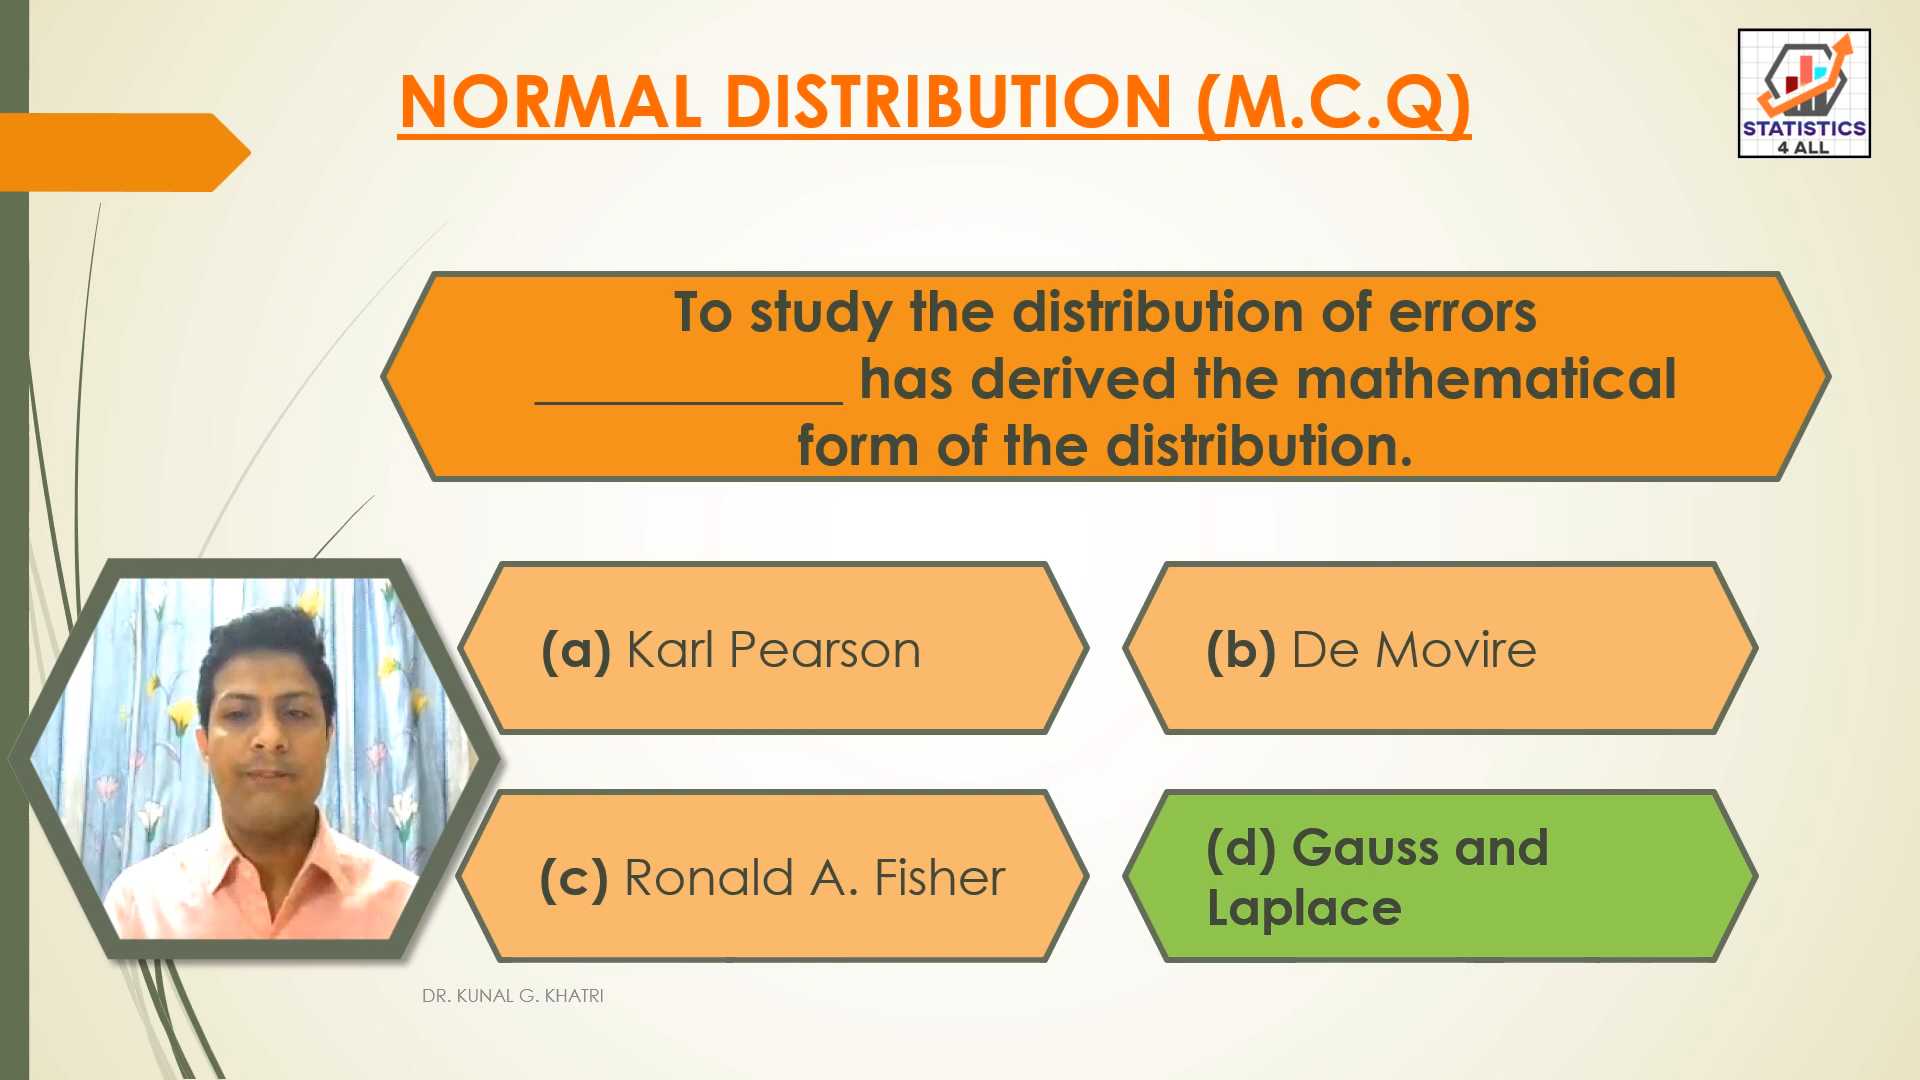 NORMAL DISTRIBUTION (M.C.Q)
STATISTICS
4 ALL
To study the distribution of errors
___________ has derived the mathematical
form of the distribution.
(a) Karl Pearson
(b) De Movire
(c) Ronald A. Fisher
(d) Gauss and
Laplace
DR. KUNAL G. KHATRI